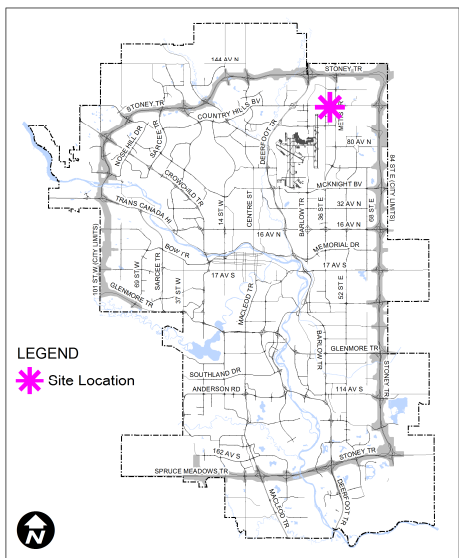 144 AV N
STONEY TR
STONEY TR
COUNTRY HILLS BV
NOSE HILL DR
SARCEE TR
DEERFOOT TR
80 AV N
CROWCHILD TR
MCKNIGHT BV
84 ST E (CITY LIMITS)
TRANS CANADA HI
14 ST W
CENTRE ST
BARLOW TR
36 ST E
32 AV N
68 ST E
16 AV N
16 AV N
101 ST W (CITY LIMITS)
BOW TR
MEMORIAL DR
69 ST W
SARCEE TR
37 ST W
17 AV S
17 AV S
GLENMORE TR
MACLEOD TR
52 ST E
BARLOW TR
GLENMORE TR
LEGEND
Site Location
SOUTHLAND DR
ANDERSON RD
114 AV S
STONEY TR
162 AV S
STONEY TR
SPRUCE MEADOWS TR
MACLEOD TR
DEERFOOT TR
N